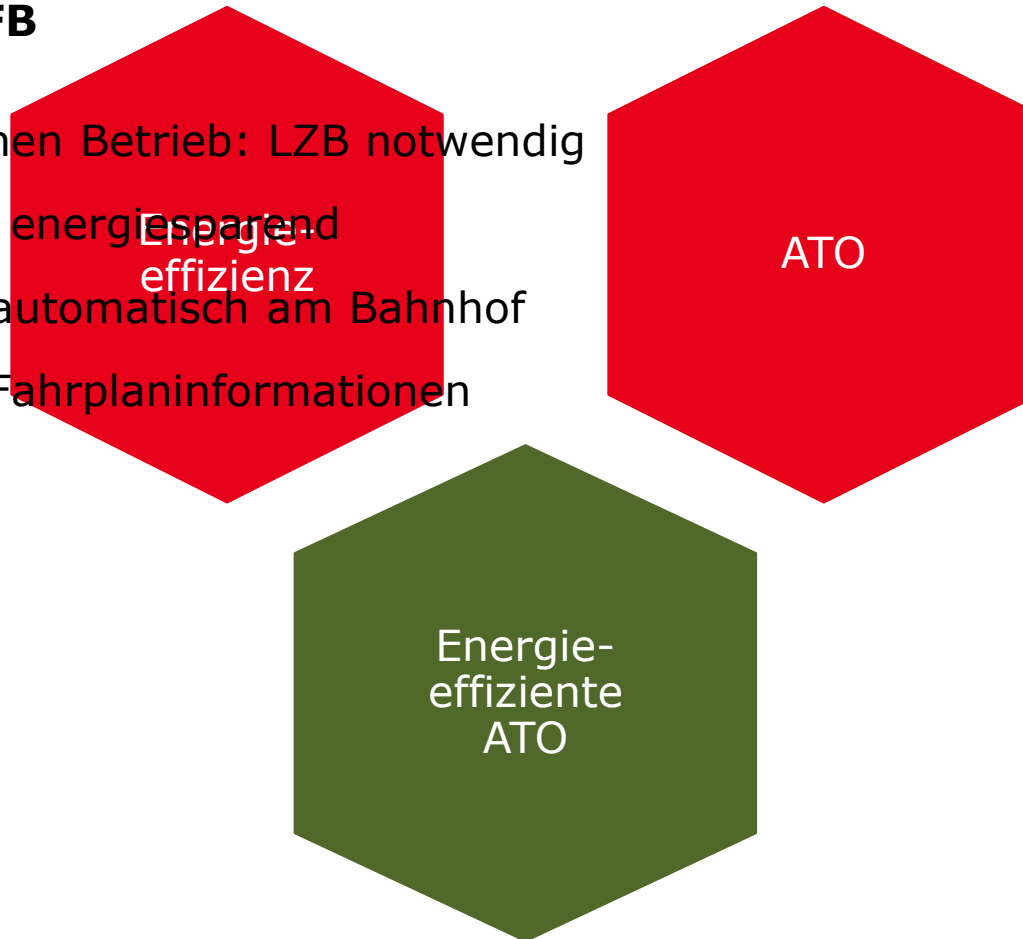 FB
nen Betrieb: LZB notwendig
energiesparend
automatisch am Bahnhof
Fahrplaninformationen
Energie-
effizienz
ATO
Energie-
effiziente
ATO